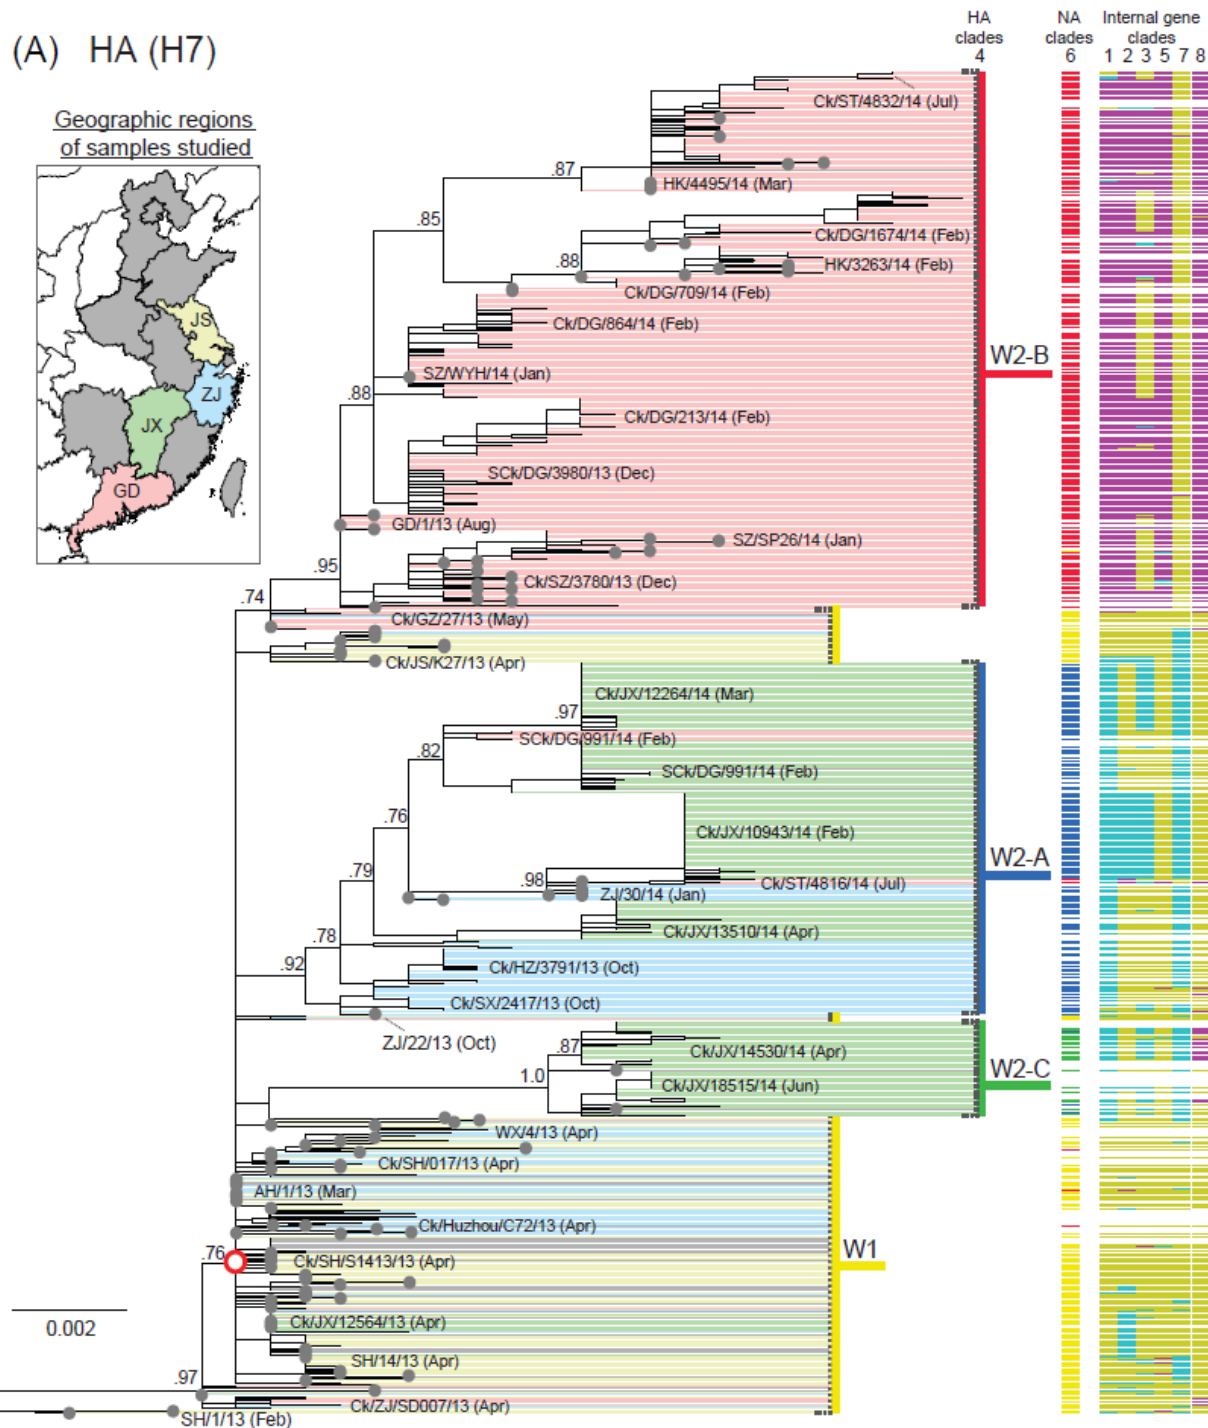 (A) HA (H7)
HA
clades
4
NA
clades
6
Internal gene
clades
1 2 3 5 7 8
Geographic regions
of samples studied
JS
ZJ
JX
GD
Ck/ST/4832/14 (Jul)
.87
HK/4495/14 (Mar)
.85
Ck/DG/1674/14 (Feb)
HK/3263/14 (Feb)
.88
Ck/DG/709/14 (Feb)
Ck/DG/864/14 (Feb)
W2-B
SZ/WYH/14 (Jan)
.88
Ck/DG/213/14 (Feb)
SCk/DG/3980/13 (Dec)
GD/1/13 (Aug)
SZ/SP26/14 (Jan)
.95
Ck/SZ/3780/13 (Dec)
.74
Ck/GZ/27/13 (May)
Ck/JS/K27/13 (Apr)
Ck/JX/12264/14 (Mar)
.97
SCk/DG/991/14 (Feb)
.82
SCk/DG/991/14 (Feb)
.76
Ck/JX/10943/14 (Feb)
W2-A
.79
.98
Ck/ST/4816/14 (Jul)
ZJ/30/14 (Jan)
Ck/JX/13510/14 (Apr)
.78
.92
Ck/HZ/3791/13 (Oct)
Ck/SX/2417/13 (Oct)
ZJ/22/13 (Oct)
.87
Ck/JX/14530/14 (Apr)
W2-C
1.0
Ck/JX/18515/14 (Jun)
WX/4/13 (Apr)
Ck/SH/017/13 (Apr)
AH/1/13 (Mar)
Ck/Huzhou/C72/13 (Apr)
W1
.76
Ck/SH/S1413/13 (Apr)
0.002
Ck/JX/12564/13 (Apr)
SH/14/13 (Apr)
.97
Ck/ZJ/SD007/13 (Apr)
SH/1/13 (Feb)